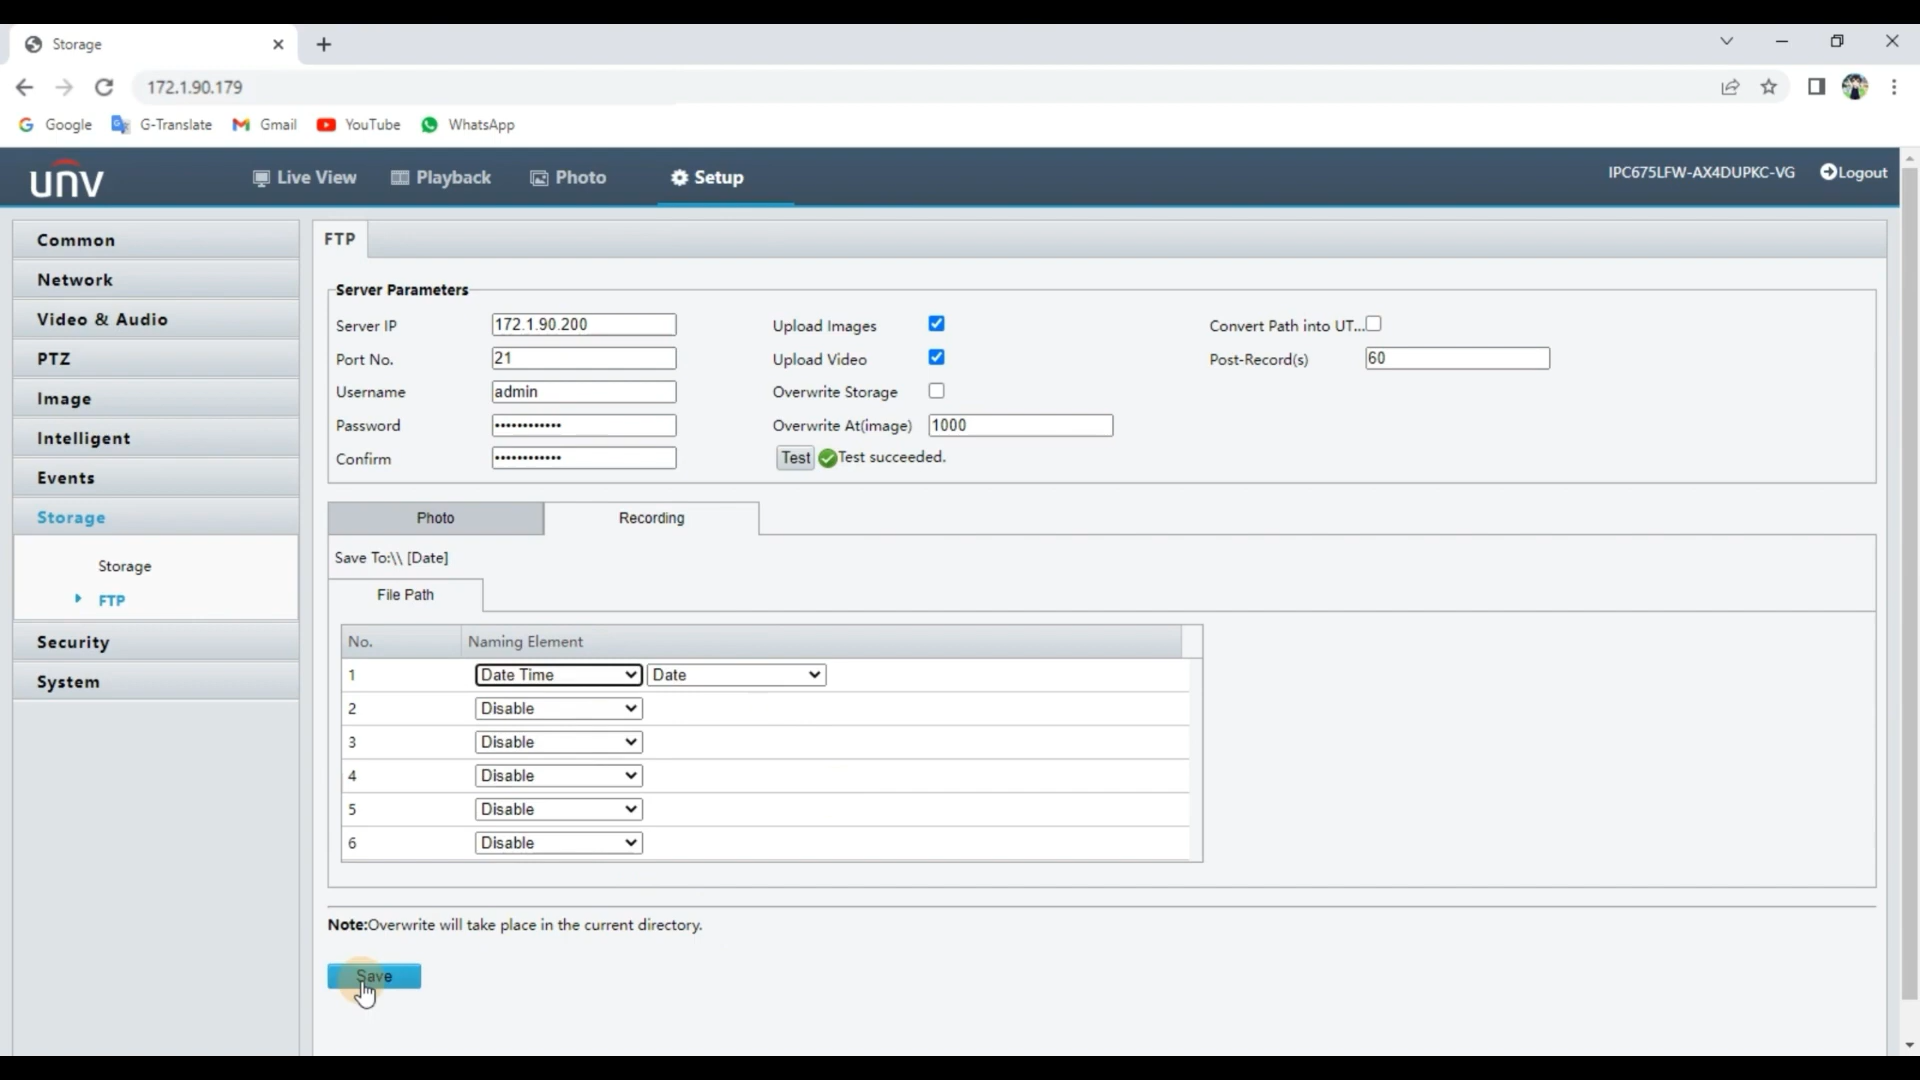 Storage
172.1.90.179
Google G-Translate Gmail YouTube WhatsApp
unv Live View Playback Photo Setup IPC675LFW-AX4DUPKC-VG Logout
Common
Network
Video & Audio
PTZ
Image
Intelligent
Events
Storage
Storage
FTP
Security
System
FTP
Server Parameters
Server IP 172.1.90.200 Upload Images Convert Path into UT...
Port No. 21 Upload Video Post-Record(s) 60
Username admin Overwrite Storage
Password •••••••••••• Overwrite At(image) 1000
Confirm •••••••••••• Test Test succeeded.
Photo Recording
Save To:\\ [Date]
File Path
No. Naming Element
1 Date Time Date
2 Disable
3 Disable
4 Disable
5 Disable
6 Disable
Note:Overwrite will take place in the current directory.
Save